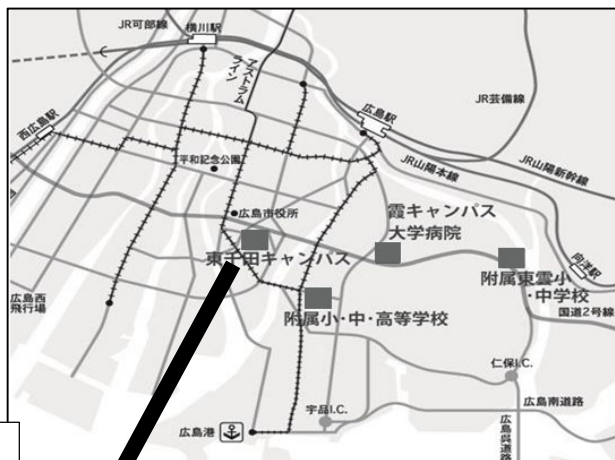 JR可部線
横川駅
アストラム
ライン
西広島駅
広島駅
JR芸備線
平和記念公園
JR山陽本線
JR山陽新幹線
広島市役所
霞キャンパス
大学病院
東千田キャンパス
向洋駅
附属東雲小
・中学校
広島西
飛行場
附属小・中・高等学校
国道2号線
仁保I.C.
宇品I.C.
広島南道路
広島港
広島呉道路